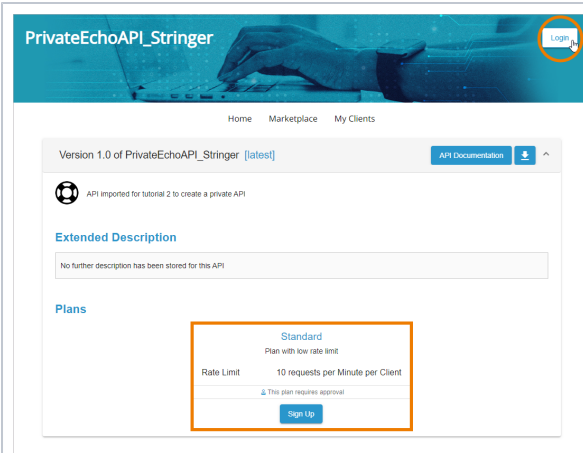 PrivateEchoAPI_Stringer
Login
Home Marketplace My Clients
Version 1.0 of PrivateEchoAPI_Stringer [latest]
API Documentation
API imported for tutorial 2 to create a private API
Extended Description
No further description has been stored for this API
Plans
Standard
Plan with low rate limit
Rate Limit 10 requests per Minute per Client
This plan requires approval
Sign Up